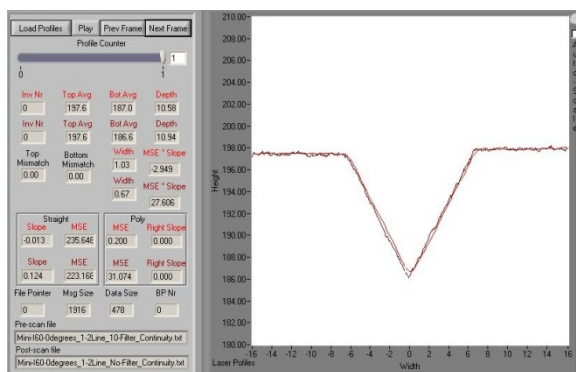 Load Profiles Play Prev Frame Next Frame
Profile Counter
1
0 1
Inv Nr Top Avg Bot Avg Depth
0 197.6 187.0 10.58
Inv Nr Top Avg Bot Avg Depth
0 197.6 186.6 10.94
Top Mismatch Bottom Mismatch Width MSE * Slope
0.00 0.00 1.03 -2.949
Width MSE * Slope
0.67 27.606
Straight Poly
Slope MSE MSE Right Slope
-0.013 235.648 0.200 0.000
Slope MSE MSE Right Slope
0.124 223.168 31.074 0.000
File Pointer Msg Size Data Size BP Nr
0 1916 478 0
Pre-scan file
Mini-I60-0degrees_1-2Line_10-Filter_Continuity.txt
Post-scan file
Mini-I60-0degrees_1-2Line_No-Filter_Continuity.txt
210.00
208.00
206.00
204.00
202.00
200.00
198.00
196.00
194.00
192.00
190.00
188.00
186.00
184.00
182.00
180.00
Height
-16 -14 -12 -10 -8 -6 -4 -2 0 2 4 6 8 10 12 14 16
Laser Profiles Width